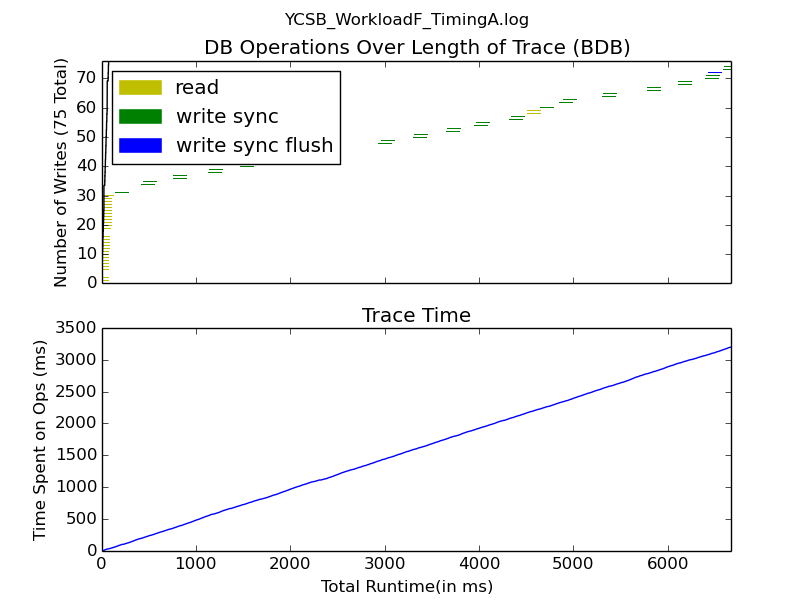 YCSB_WorkloadF_TimingA.log
DB Operations Over Length of Trace (BDB)
Number of Writes (75 Total)
70
60
50
40
30
20
10
0
read
write sync
write sync flush
Trace Time
Time Spent on Ops (ms)
3500
3000
2500
2000
1500
1000
500
0
0 1000 2000 3000 4000 5000 6000
Total Runtime(in ms)